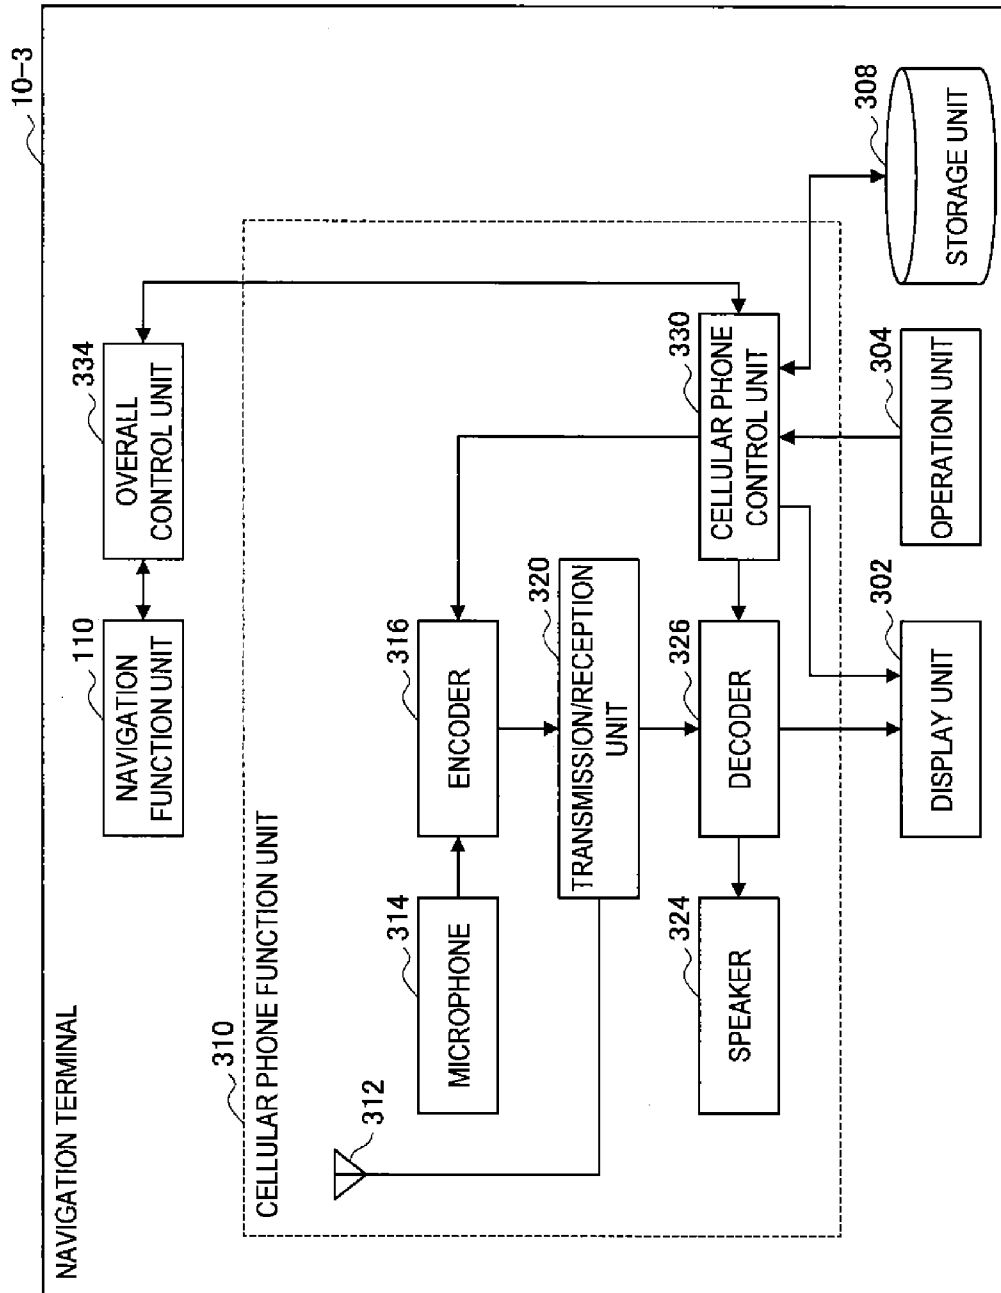 10-3
NAVIGATION TERMINAL
110
NAVIGATION
FUNCTION UNIT
334
OVERALL
CONTROL UNIT
310
CELLULAR PHONE FUNCTION UNIT
312
314
MICROPHONE
316
ENCODER
320
TRANSMISSION/RECEPTION
UNIT
324
SPEAKER
326
DECODER
330
CELLULAR PHONE
CONTROL UNIT
302
DISPLAY UNIT
304
OPERATION UNIT
308
STORAGE UNIT